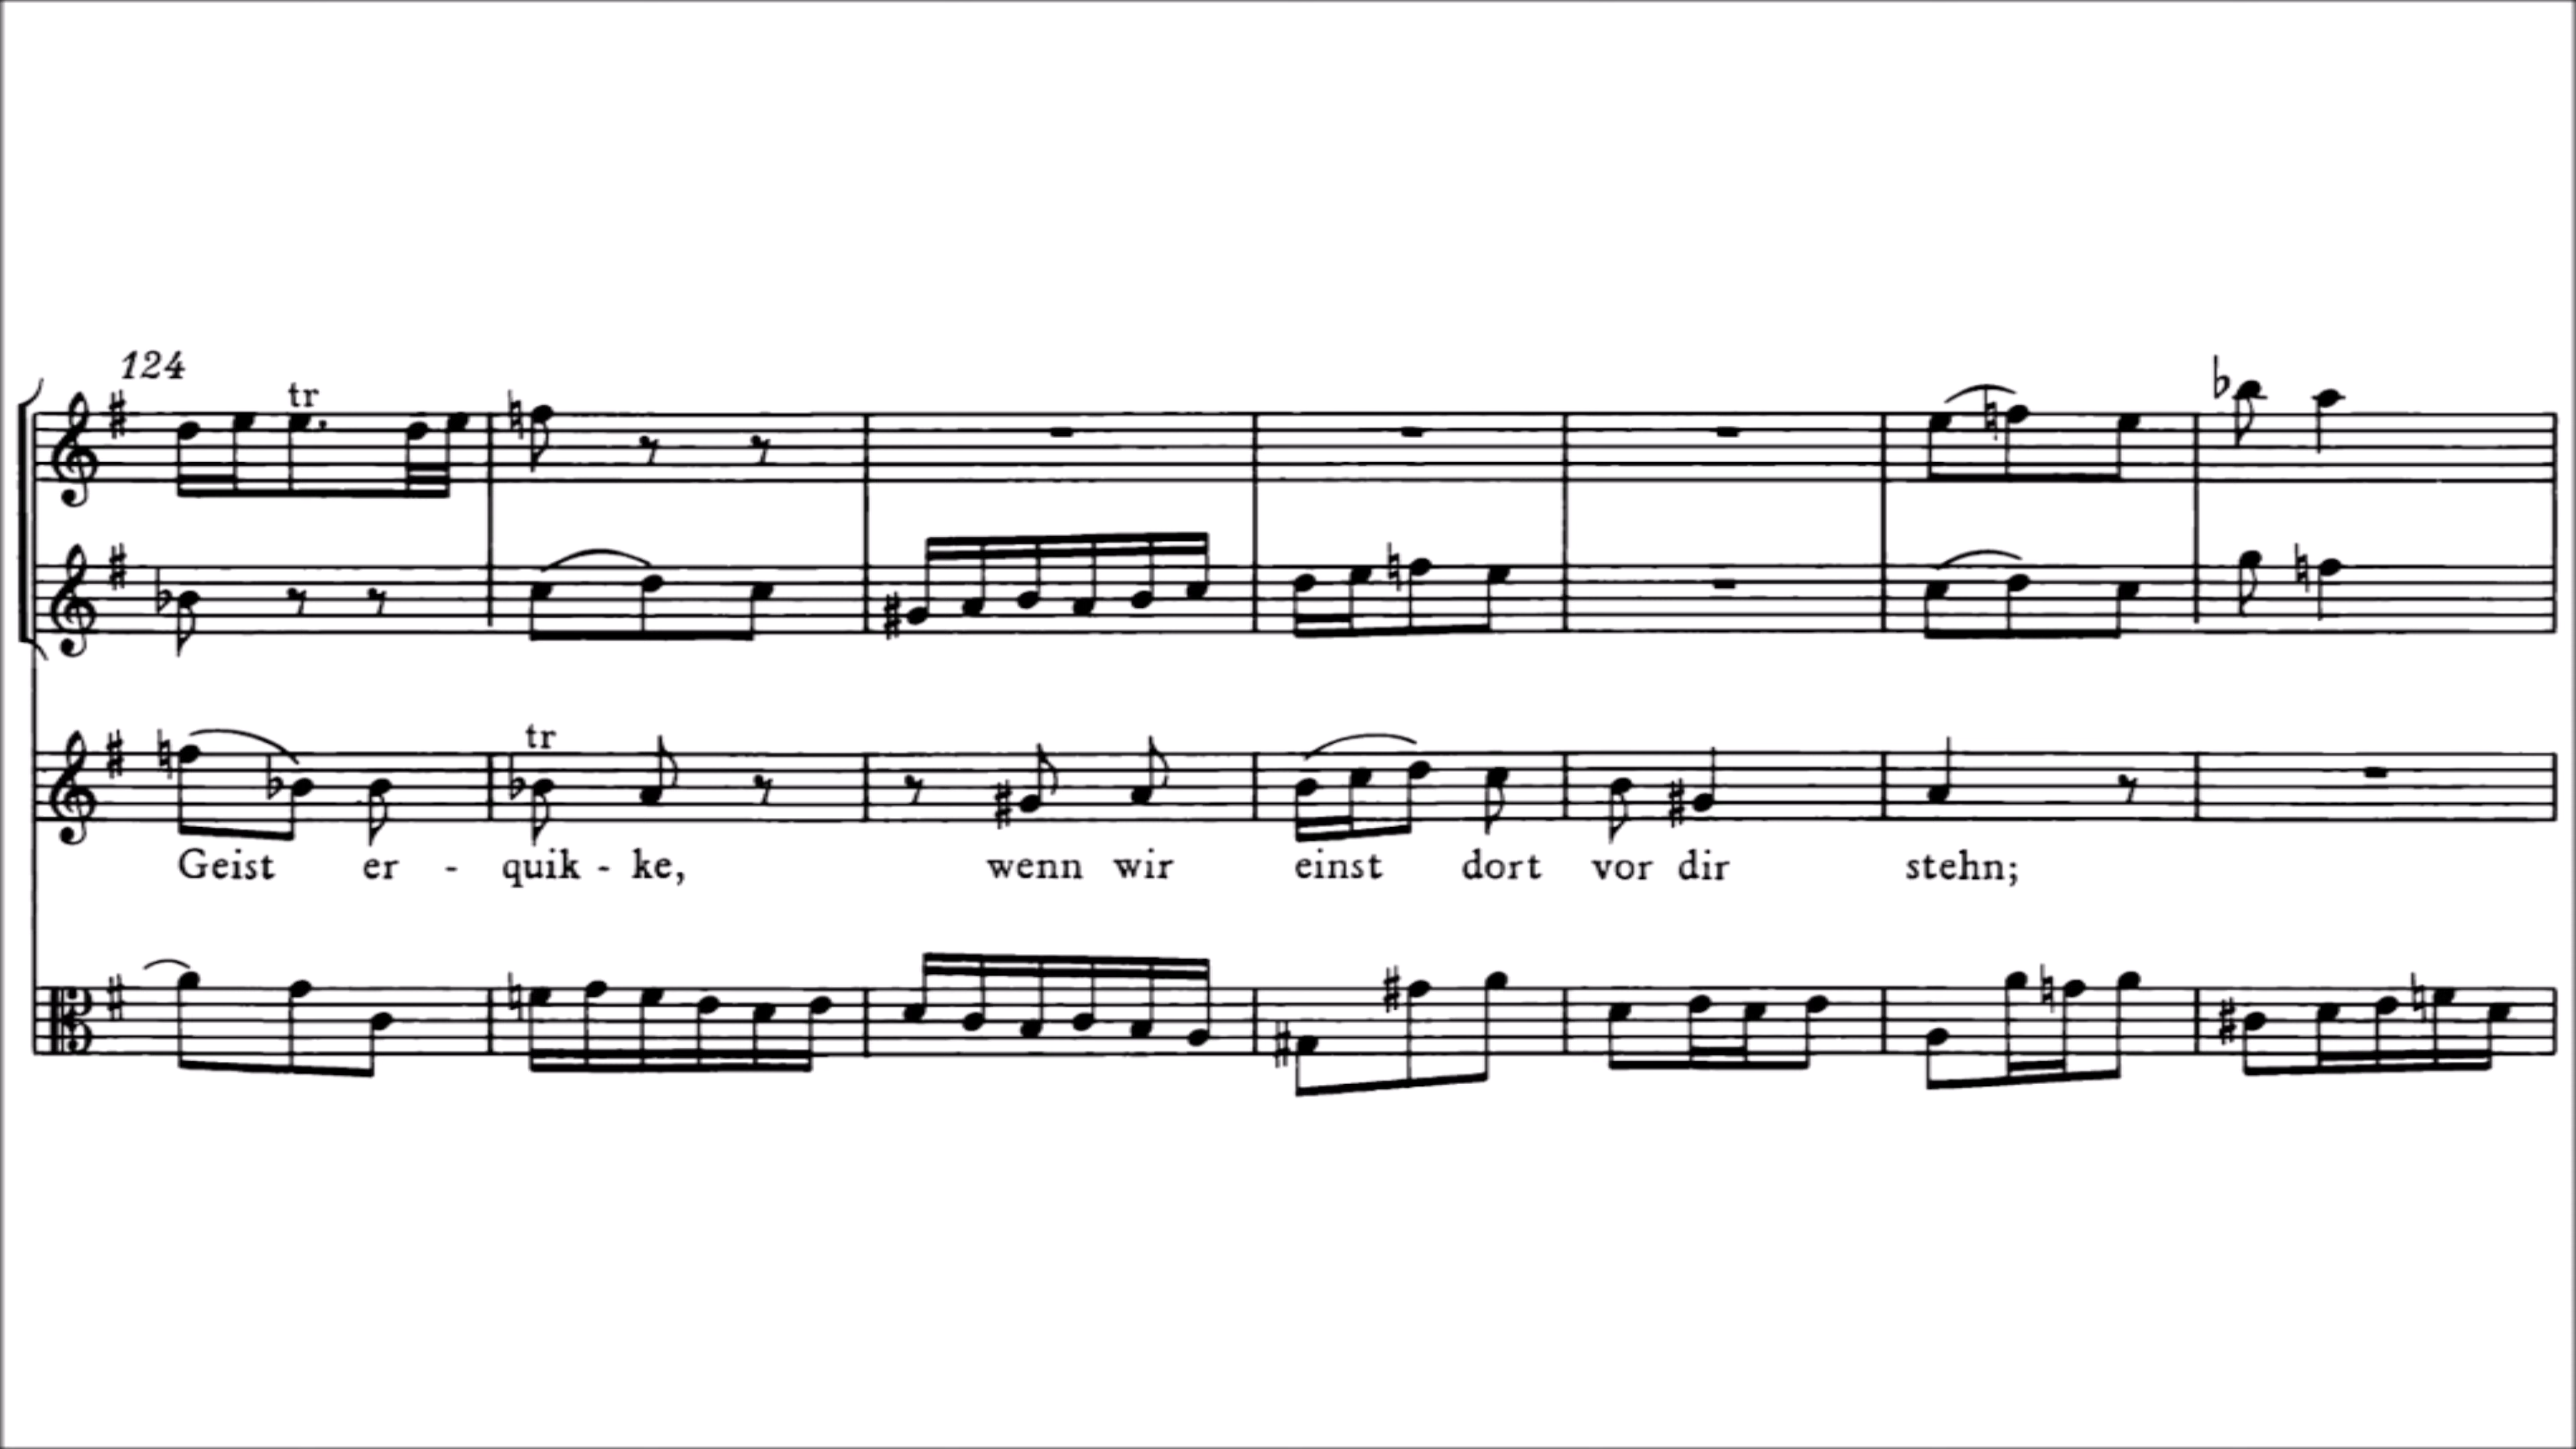 124
tr
tr
Geist er - quik - ke, wenn wir einst dort vor dir stehn;